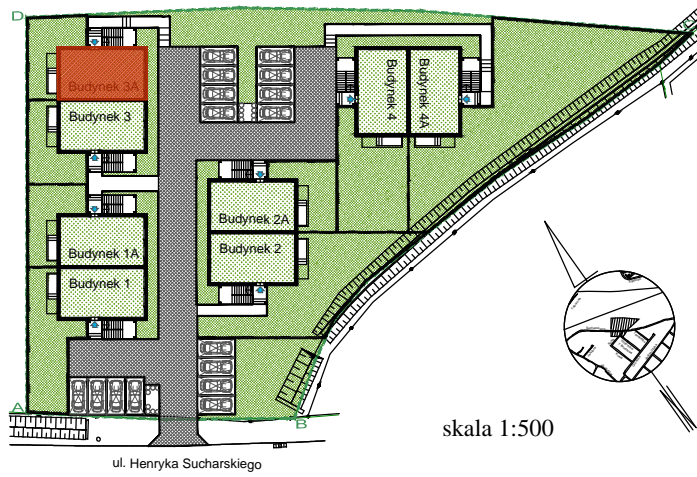 D
C
Budynek 3A
Budynek 3
Budynek 4
Budynek 4A
Budynek 2A
Budynek 2
Budynek 1A
Budynek 1
A
B
skala 1:500
ul. Henryka Sucharskiego